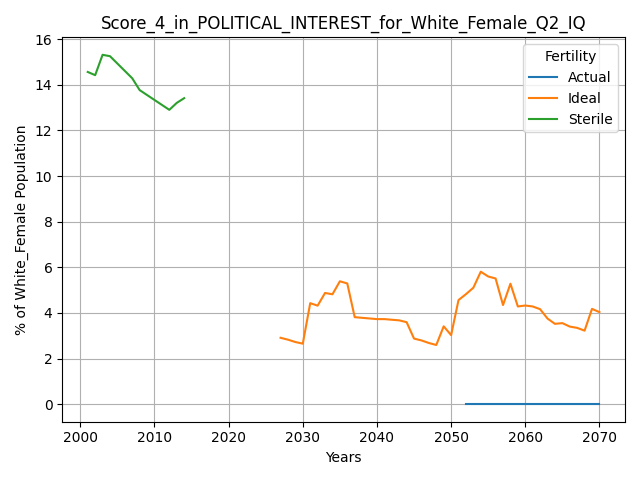 Score_4_in_POLITICAL_INTEREST_for_White_Female_Q2_IQ
16
14
12
10
8
6
4
2
0
% of White_Female Population
Fertility
Actual
Ideal
Sterile
2000 2010 2020 2030 2040 2050 2060 2070
Years